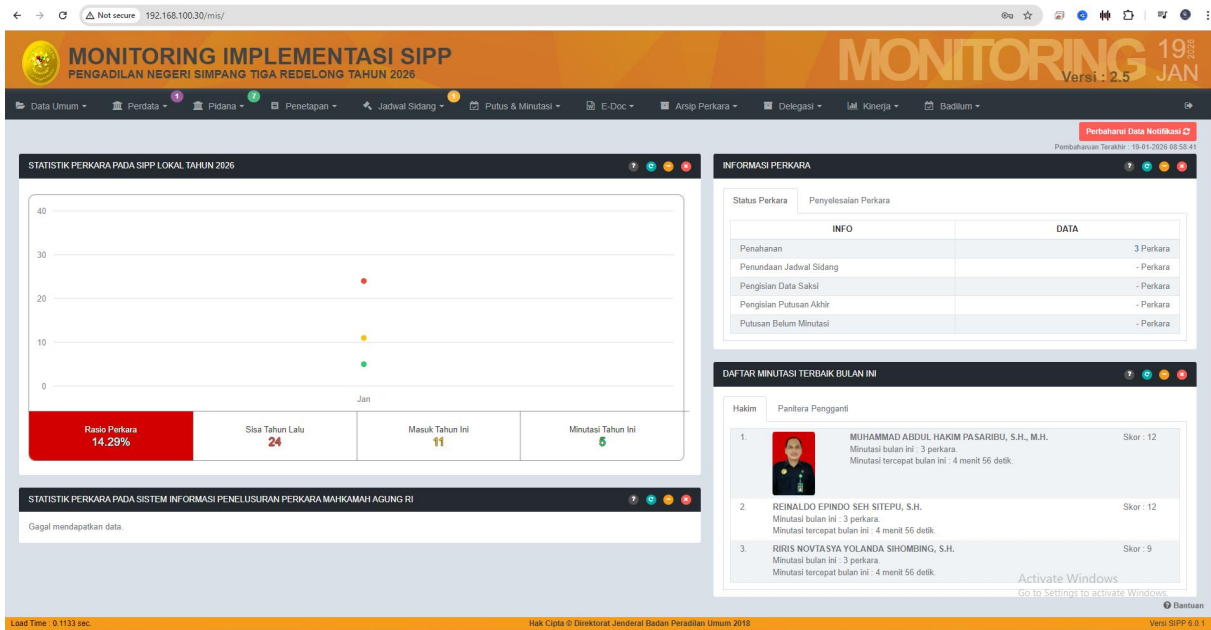 Not secure 192.168.100.30/mis/
MONITORING IMPLEMENTASI SIPP
PENGADILAN NEGERI SIMPANG TIGA REDELONG TAHUN 2026
MONITORING
Versi : 2.5
19 JAN 2026
Data Umum
Perdata 1
Pidana 7
Penetapan
Jadwal Sidang 1
Putus & Minutasi
E-Doc
Arsip Perkara
Delegasi
Kinerja
Badilum
Perbaharui Data Notifikasi
Pembaharuan Terakhir : 19-01-2026 08:58:41
STATISTIK PERKARA PADA SIPP LOKAL TAHUN 2026
40
30
20
10
0
Jan
Rasio Perkara
14.29%
Sisa Tahun Lalu
24
Masuk Tahun Ini
11
Minutasi Tahun Ini
5
STATISTIK PERKARA PADA SISTEM INFORMASI PENELUSURAN PERKARA MAHKAMAH AGUNG RI
Gagal mendapatkan data.
INFORMASI PERKARA
Status Perkara Penyelesaian Perkara
INFO DATA
Penahanan 3 Perkara
Penundaan Jadwal Sidang - Perkara
Pengisian Data Saksi - Perkara
Pengisian Putusan Akhir - Perkara
Putusan Belum Minutasi - Perkara
DAFTAR MINUTASI TERBAIK BULAN INI
Hakim Panitera Pengganti
1. MUHAMMAD ABDUL HAKIM PASARIBU, S.H., M.H. Skor : 12
Minutasi bulan ini : 3 perkara.
Minutasi tercepat bulan ini : 4 menit 56 detik.
2. REINALDO EPINDO SEH SITEPU, S.H. Skor : 12
Minutasi bulan ini : 3 perkara.
Minutasi tercepat bulan ini : 4 menit 56 detik.
3. RIRIS NOVTASYA YOLANDA SIHOMBING, S.H. Skor : 9
Minutasi bulan ini : 3 perkara.
Minutasi tercepat bulan ini : 4 menit 56 detik.
Activate Windows
Go to Settings to activate Windows.
Bantuan
Load Time : 0.1133 sec. Hak Cipta © Direktorat Jenderal Badan Peradilan Umum 2018 Versi SIPP 6.0.1